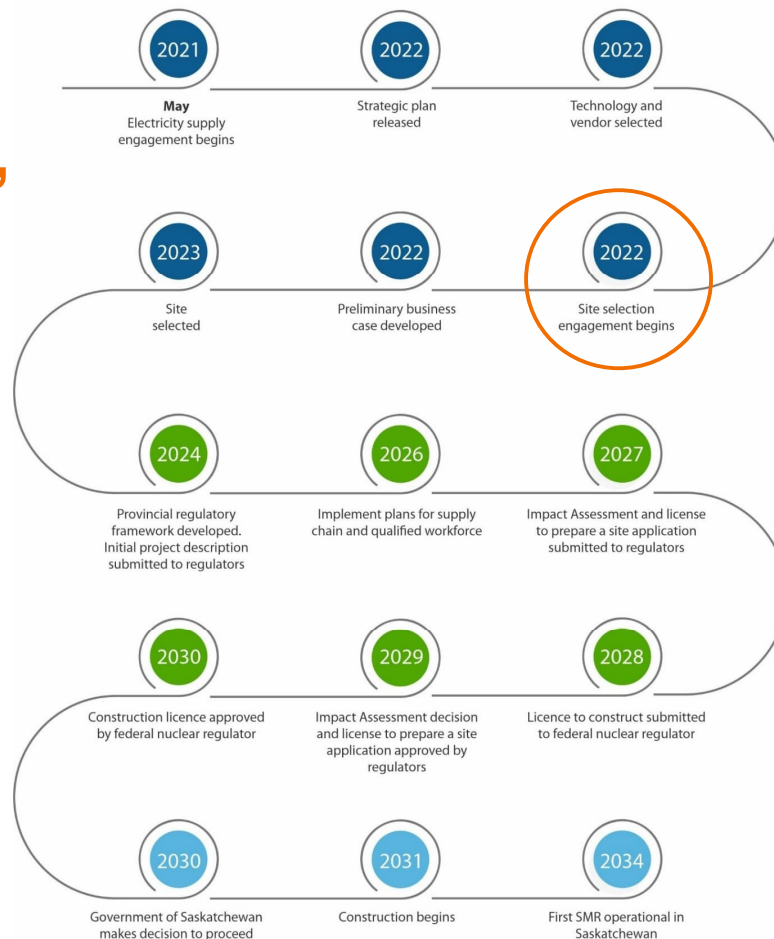 2021
May
Electricity supply
engagement begins
2022
Strategic plan
released
2022
Technology and
vendor selected
2023
Site
selected
2022
Preliminary business
case developed
2022
Site selection
engagement begins
2024
Provincial regulatory
framework developed.
Initial project description
submitted to regulators
2026
Implement plans for supply
chain and qualified workforce
2027
Impact Assessment and license
to prepare a site application
submitted to regulators
2030
Construction licence approved
by federal nuclear regulator
2029
Impact Assessment decision
and license to prepare a site
application approved by
regulators
2028
Licence to construct submitted
to federal nuclear regulator
2030
Government of Saskatchewan
makes decision to proceed
2031
Construction begins
2034
First SMR operational in
Saskatchewan